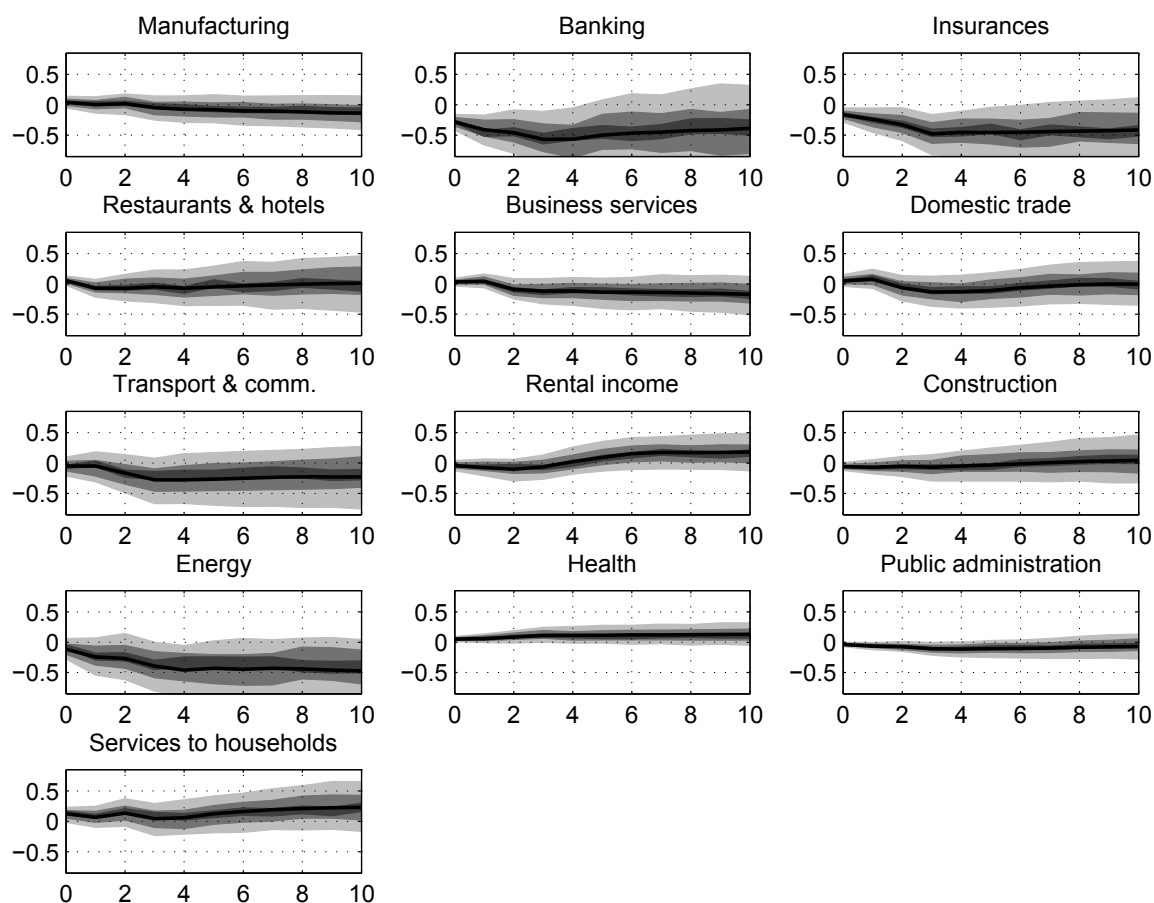 Manufacturing Banking Insurances
0.5 0.5 0.5
0 0 0
−0.5 −0.5 −0.5
0 2 4 6 8 10 0 2 4 6 8 10 0 2 4 6 8 10
Restaurants & hotels Business services Domestic trade
0.5 0.5 0.5
0 0 0
−0.5 −0.5 −0.5
0 2 4 6 8 10 0 2 4 6 8 10 0 2 4 6 8 10
Transport & comm. Rental income Construction
0.5 0.5 0.5
0 0 0
−0.5 −0.5 −0.5
0 2 4 6 8 10 0 2 4 6 8 10 0 2 4 6 8 10
Energy Health Public administration
0.5 0.5 0.5
0 0 0
−0.5 −0.5 −0.5
0 2 4 6 8 10 0 2 4 6 8 10 0 2 4 6 8 10
Services to households
0.5
0
−0.5
0 2 4 6 8 10